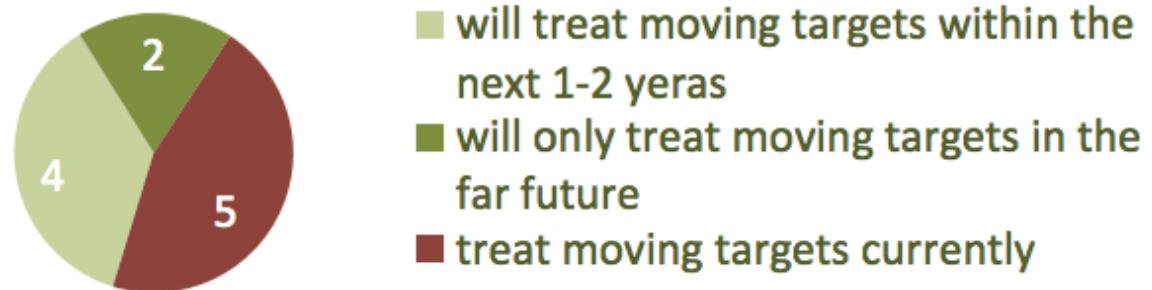 2
4
5
will treat moving targets within the
next 1-2 yeras
will only treat moving targets in the
far future
treat moving targets currently